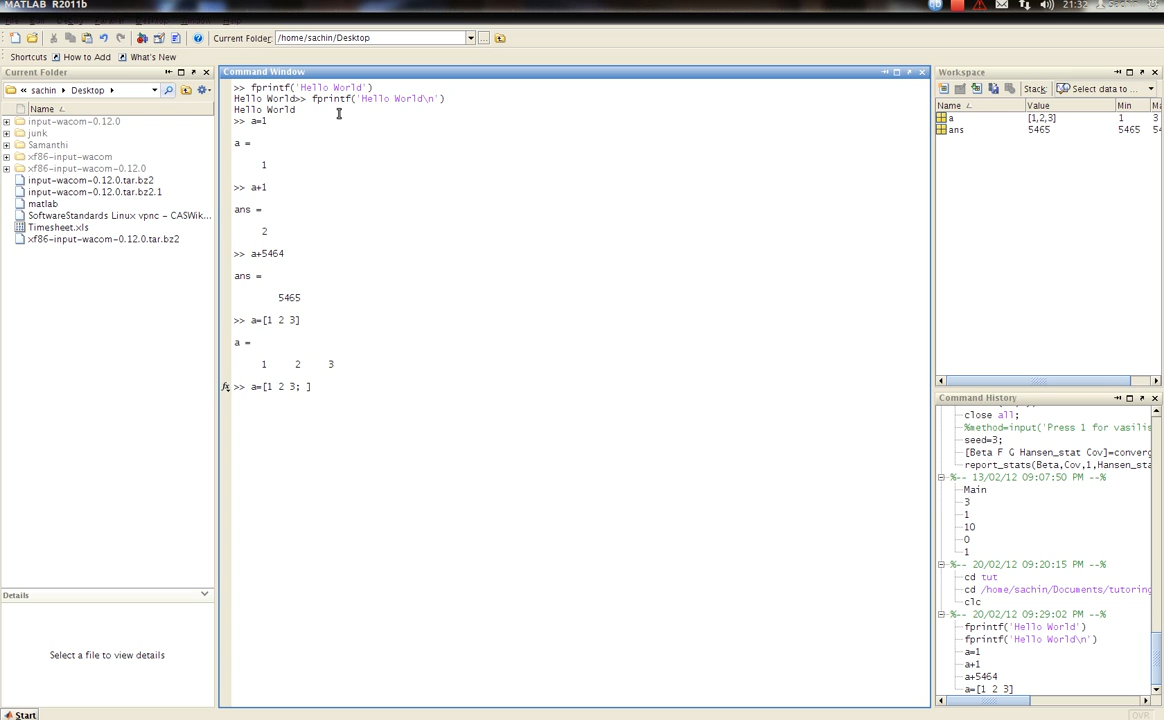 MATLAB R2011b
21:32
Current Folder: /home/sachin/Desktop
...
Shortcuts How to Add What's New
Current Folder
« sachin ▸ Desktop ▸
Name
input-wacom-0.12.0
junk
Samanthi
xf86-input-wacom
xf86-input-wacom-0.12.0
input-wacom-0.12.0.tar.bz2
input-wacom-0.12.0.tar.bz2.1
matlab
SoftwareStandards Linux vpnc - CASWik...
Timesheet.xls
xf86-input-wacom-0.12.0.tar.bz2
Details
Select a file to view details
Start
Command Window
>> fprintf('Hello World')
Hello World>> fprintf('Hello World\n')
Hello World
>> a=1
a =
1
>> a+1
ans =
2
>> a+5464
ans =
5465
>> a=[1 2 3]
a =
1 2 3
fx >> a=[1 2 3; ]
Workspace
Stack: Select data to ...
Name Value Min
a [1,2,3] 1 3
ans 5465 5465
Command History
close all;
%method=input('Press 1 for vasilis
seed=3;
[Beta F G Hansen_stat Cov]=converg
report_stats(Beta,Cov,1,Hansen_sta
%-- 13/02/12 09:07:50 PM --%
Main
3
1
10
0
1
%-- 20/02/12 09:20:15 PM --%
cd tut
cd /home/sachin/Documents/tutoring
clc
%-- 20/02/12 09:29:02 PM --%
fprintf('Hello World')
fprintf('Hello World\n')
a=1
a+1
a+5464
a=[1 2 3]
OVR